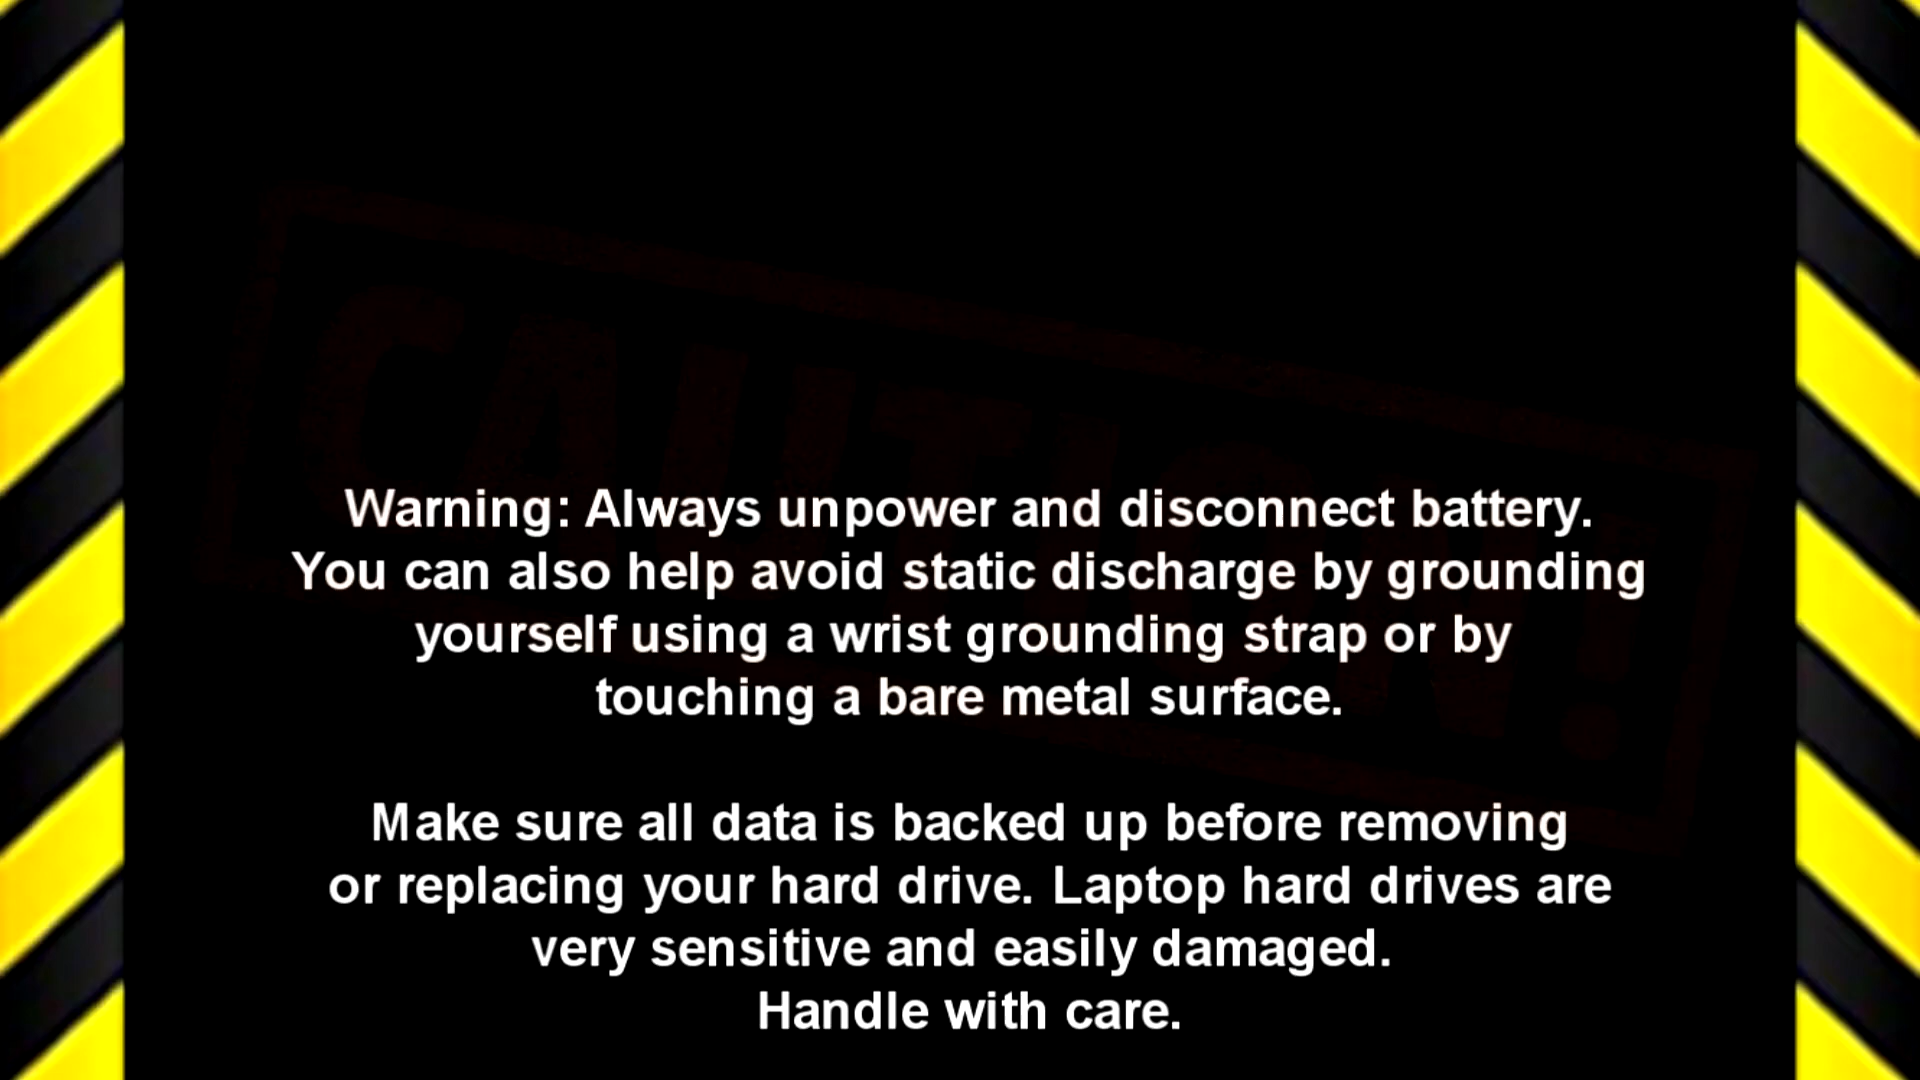 CAUTION!
Warning: Always unpower and disconnect battery.
You can also help avoid static discharge by grounding
yourself using a wrist grounding strap or by
touching a bare metal surface.
Make sure all data is backed up before removing
or replacing your hard drive. Laptop hard drives are
very sensitive and easily damaged.
Handle with care.